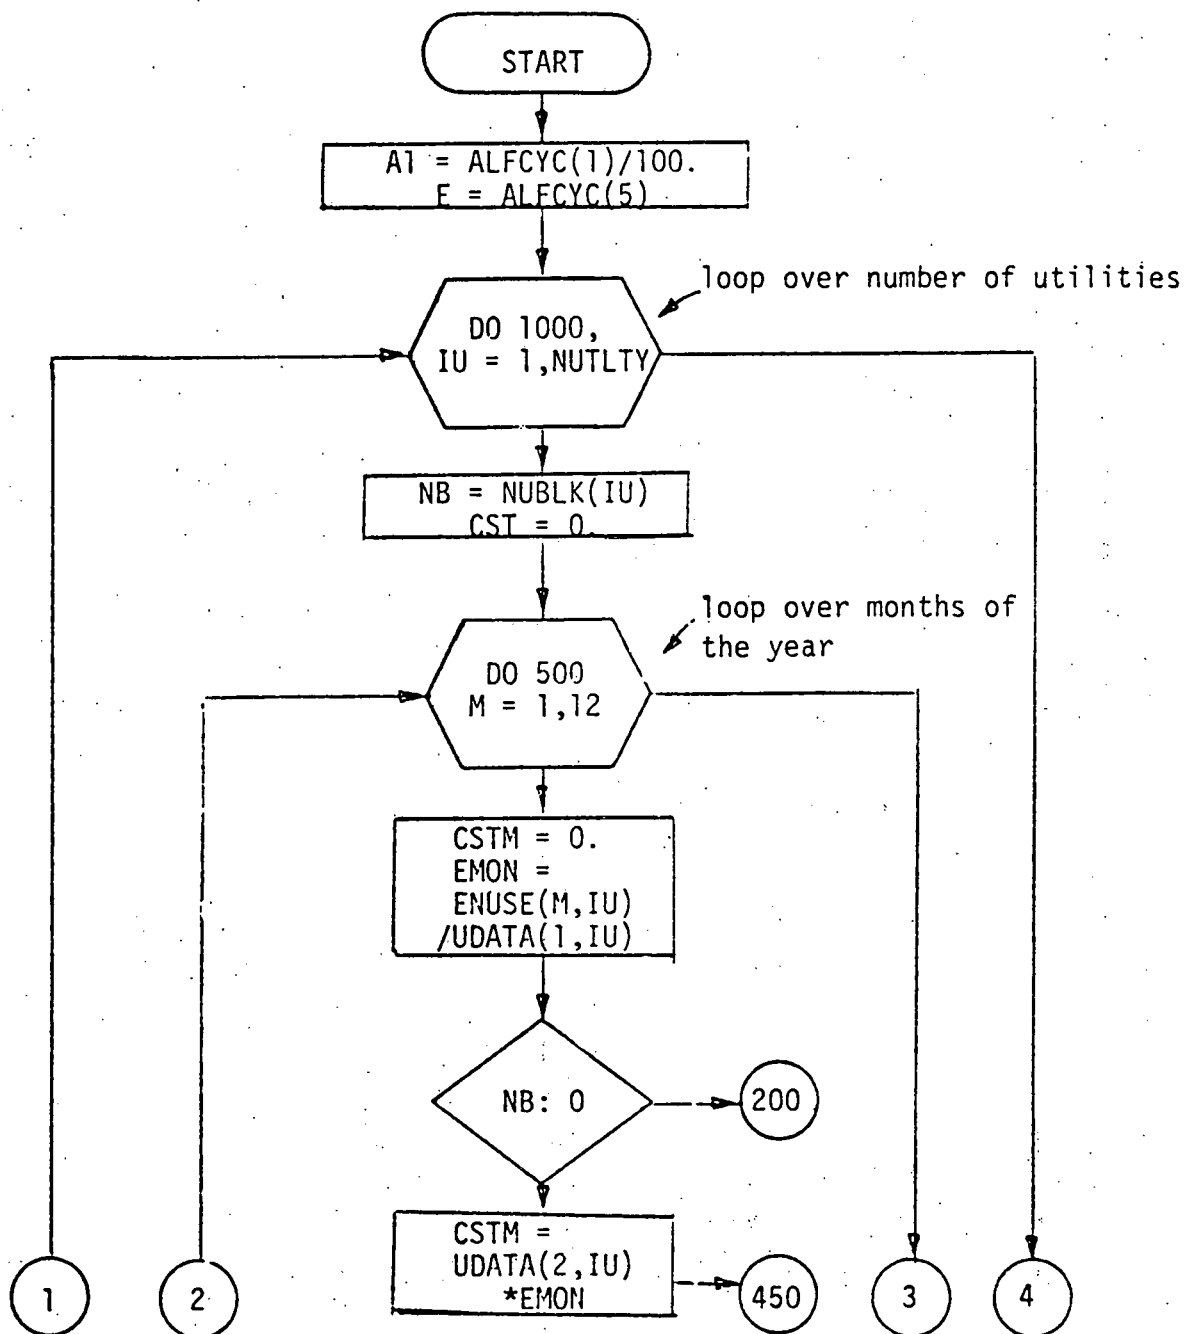 START
A1 = ALFCYC(1)/100.
E = ALFCYC(5)
loop over number of utilities
DO 1000,
IU = 1,NUTLTY
NB = NUBLK(IU)
CST = 0.
loop over months of
the year
DO 500
M = 1,12
CSTM = 0.
EMON =
ENUSE(M,IU)
/UDATA(1,IU)
NB: 0
200
CSTM =
UDATA(2,IU)
*EMON
450
1
2
3
4